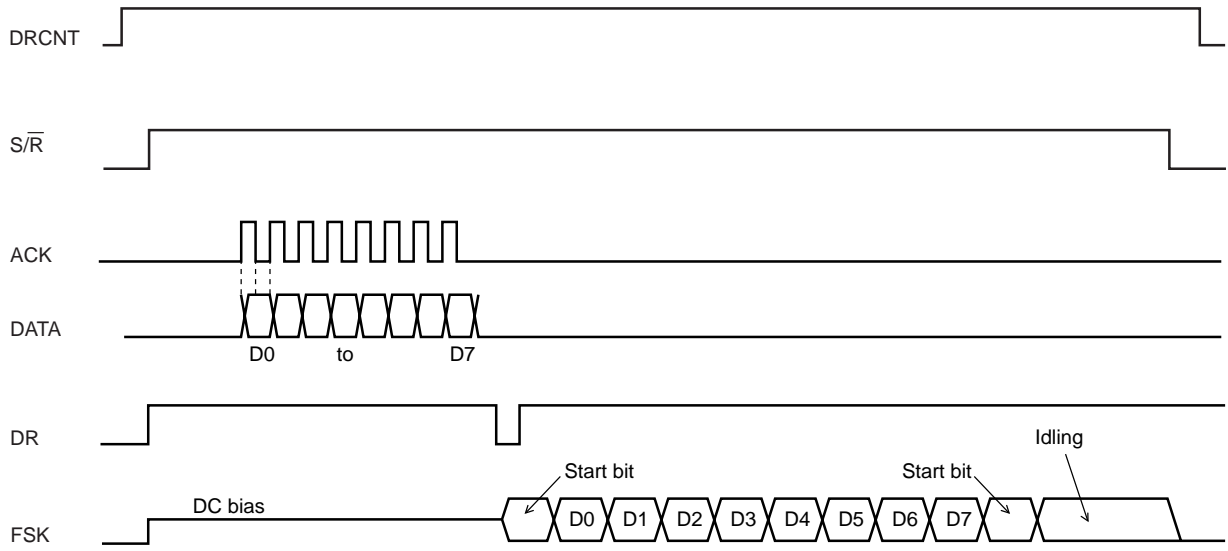 DRCNT
S/R̅
ACK
DATA
D0 to D7
DR
Idling
Start bit Start bit
DC bias
FSK D0 D1 D2 D3 D4 D5 D6 D7